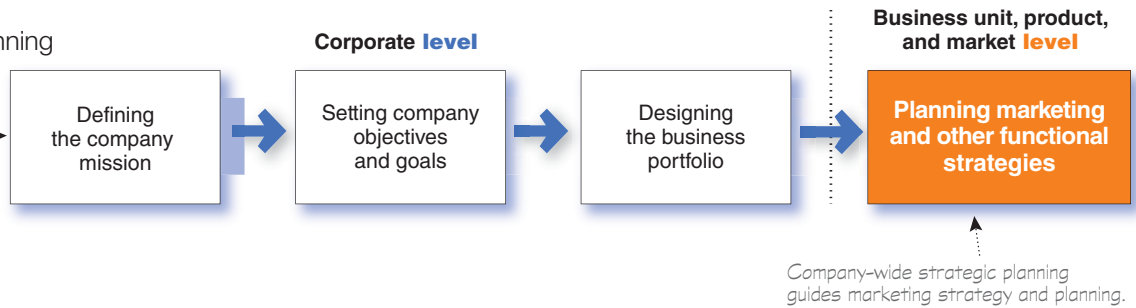 Corporate level
Business unit, product,
and market level
Defining
the company
mission
Setting company
objectives
and goals
Designing
the business
portfolio
Planning marketing
and other functional
strategies
Company-wide strategic planning
guides marketing strategy and planning.